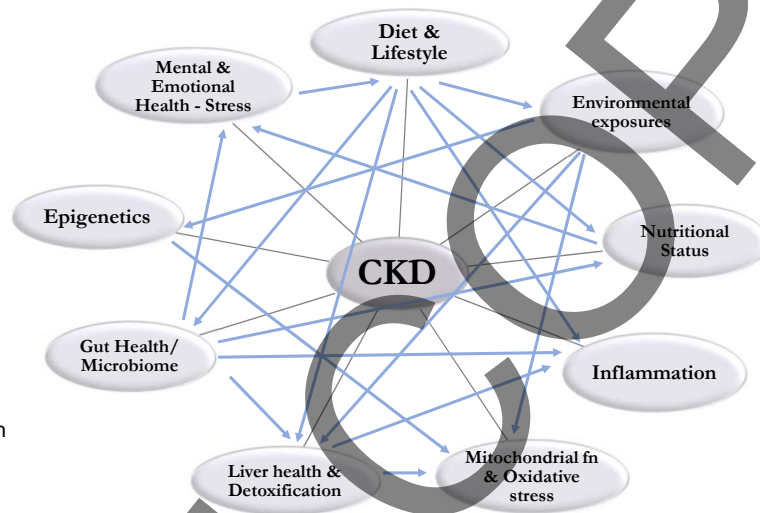 Diet &
Lifestyle
Mental &
Emotional
Health - Stress
Environmental
exposures
Epigenetics
Nutritional
Status
CKD
Gut Health/
Microbiome
Inflammation
Liver health &
Detoxification
Mitochondrial fn
& Oxidative
stress